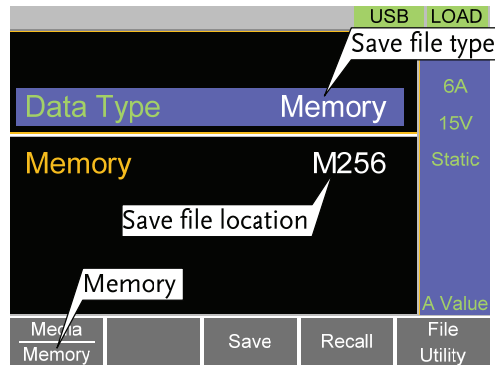 USB LOAD
Save file type
6A
Data Type Memory
15V
Memory M256
Static
Save file location
Memory
A Value
Media
Memory
Save
Recall
File
Utility